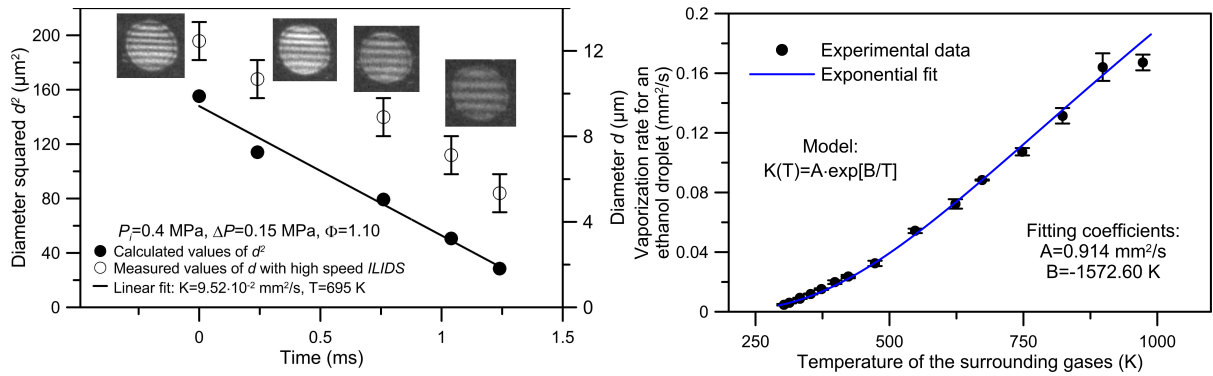 220
200
160
120
80
40
0
Diameter squared d² (µm²)
12
8
4
0
Diameter d (µm)
Pᵢ=0.4 MPa, ΔP=0.15 MPa, Φ=1.10
Calculated values of d²
Measured values of d with high speed ILIDS
Linear fit: K=9.52·10⁻² mm²/s, T=695 K
0 0.5 1 1.5
Time (ms)
0.2
0.16
0.12
0.08
0.04
0
Vaporization rate for an
ethanol droplet (mm²/s)
Experimental data
Exponential fit
Model:
K(T)=A·exp[B/T]
Fitting coefficients:
A=0.914 mm²/s
B=-1572.60 K
250 500 750 1000
Temperature of the surrounding gases (K)